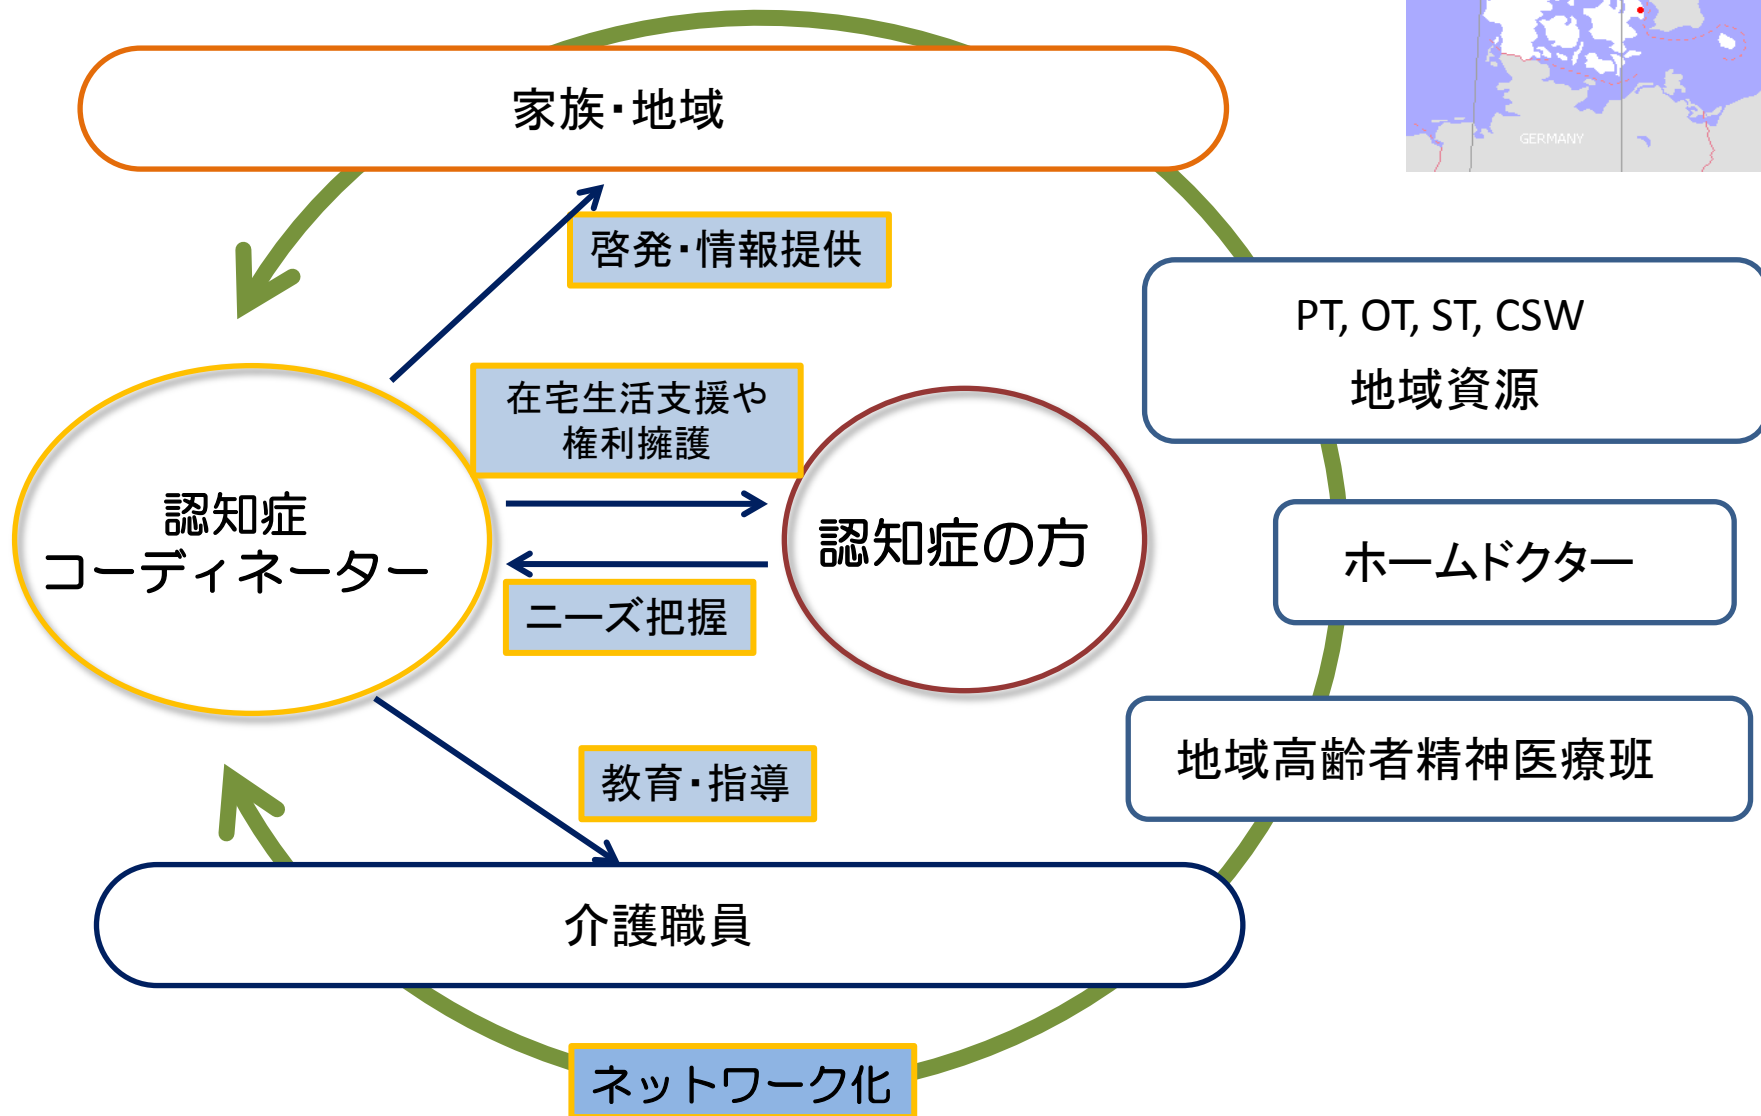 GERMANY
家族・地域
啓発・情報提供
PT, OT, ST, CSW
地域資源
在宅生活支援や
権利擁護
認知症
コーディネーター
認知症の方
ホームドクター
ニーズ把握
地域高齢者精神医療班
教育・指導
介護職員
ネットワーク化